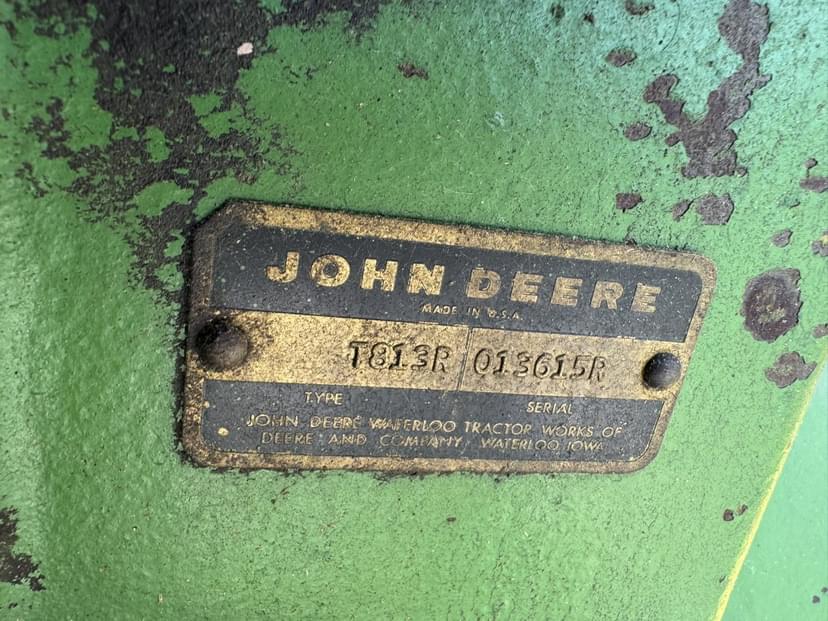 JOHN DEERE
MADE IN U.S.A.
T813R 013615R
TYPE SERIAL
JOHN DEERE WATERLOO TRACTOR WORKS OF
DEERE AND COMPANY WATERLOO IOWA